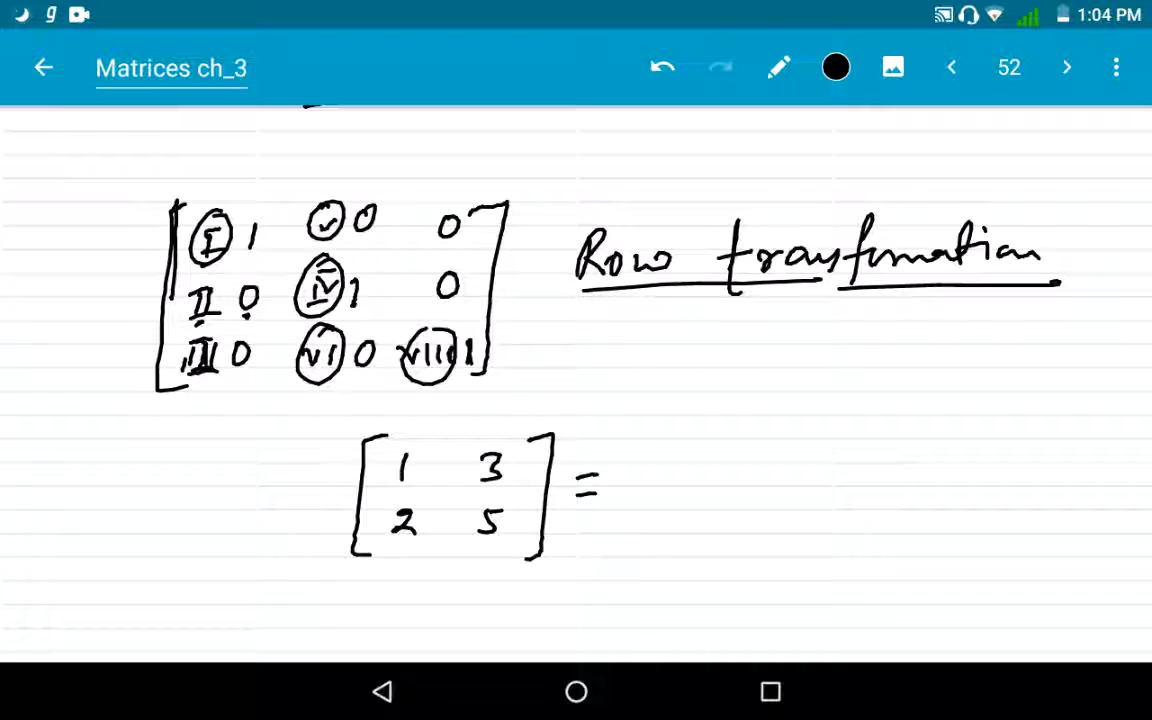 g 1:04 PM
Matrices ch_3 52
I 1 V 0 0
II 0 IV 1 0
III 0 VI 0 VIII 1
Row transfomation
1 3 =
2 5